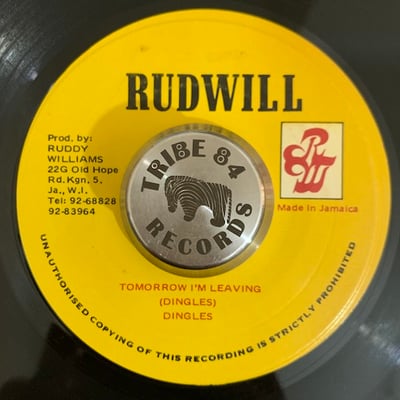 RUDWILL
Prod. by:
RUDDY
WILLIAMS
22G Old Hope
Rd. Kgn. 5.
Ja., W.I.
Tel: 92-68828
92-83964
TRIBE 84
RECORDS
R&W
Made In Jamaica
TOMORROW I'M LEAVING
(DINGLES)
DINGLES
UNAUTHORISED COPYING OF THIS RECORDING IS STRICTLY PROHIBITED